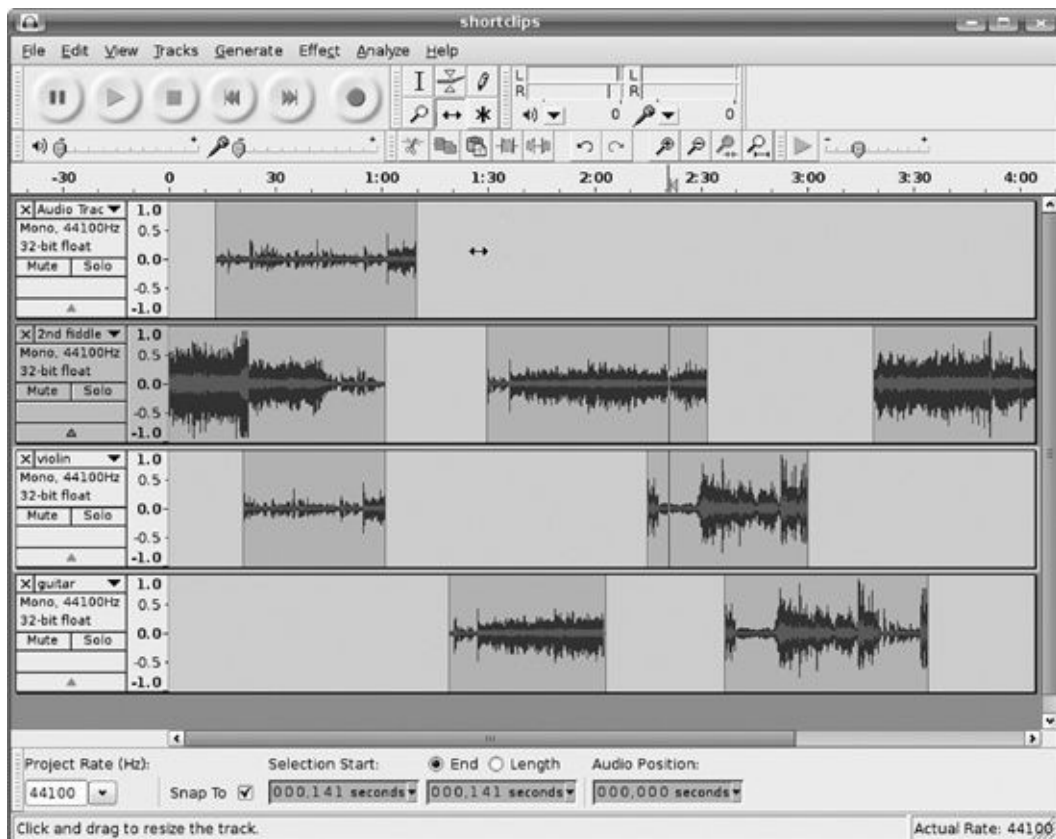 shortclips
File Edit View Tracks Generate Effect Analyze Help
L
R
L
R
0
0
- +
- +
- +
-30 0 30 1:00 1:30 2:00 2:30 3:00 3:30 4:00
X Audio Trac
Mono, 44100Hz
32-bit float
Mute Solo
1.0
0.5
0.0
-0.5
-1.0
X 2nd fiddle
Mono, 44100Hz
32-bit float
Mute Solo
1.0
0.5
0.0
-0.5
-1.0
X violin
Mono, 44100Hz
32-bit float
Mute Solo
1.0
0.5
0.0
-0.5
-1.0
X guitar
Mono, 44100Hz
32-bit float
Mute Solo
1.0
0.5
0.0
-0.5
-1.0
Project Rate (Hz): Selection Start: End Length Audio Position:
44100 Snap To 000,141 seconds 000,141 seconds 000,000 seconds
Click and drag to resize the track. Actual Rate: 44100